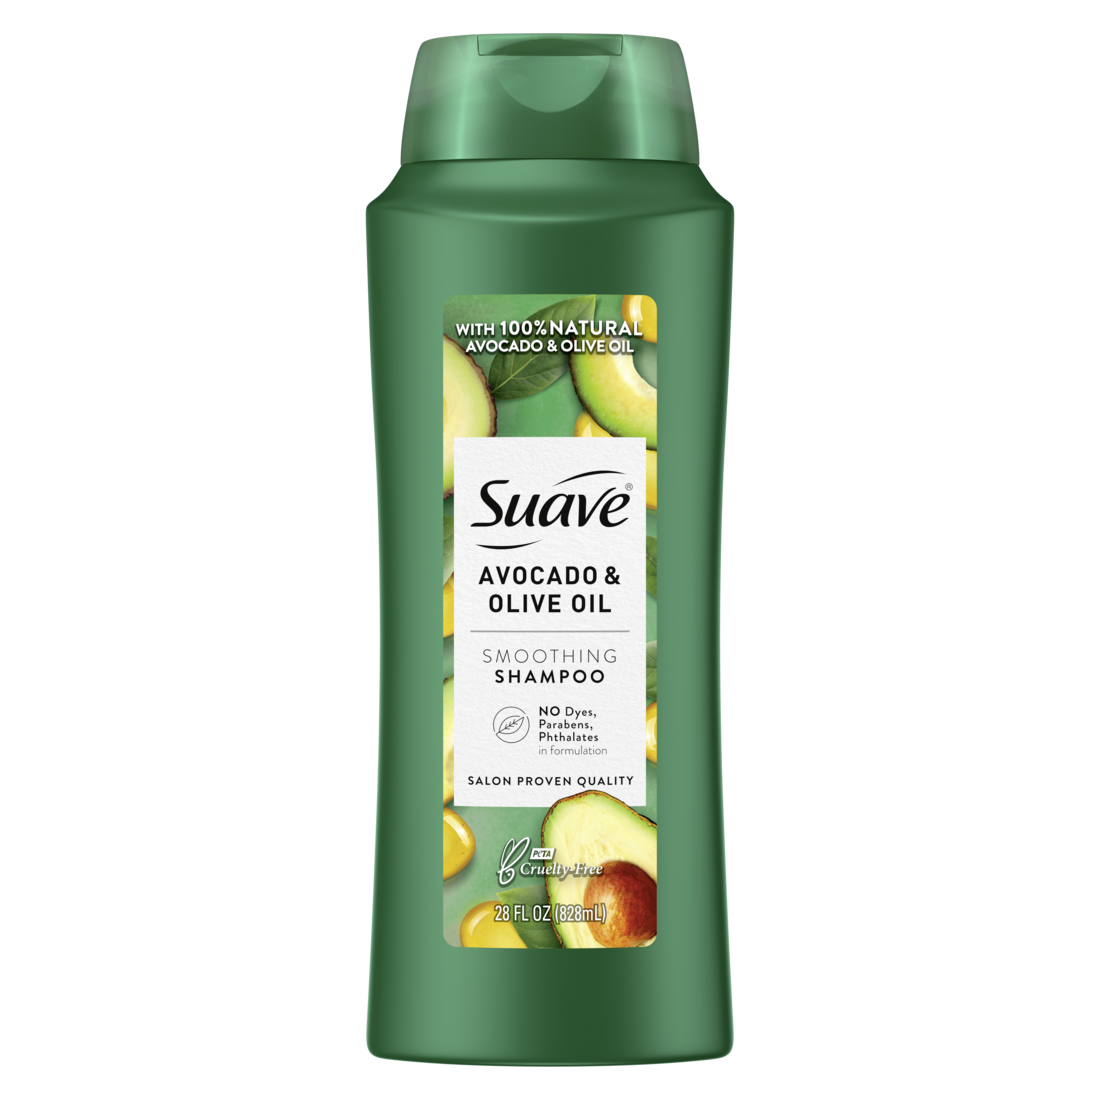 WITH 100% NATURAL
AVOCADO & OLIVE OIL
Suave®
AVOCADO &
OLIVE OIL
SMOOTHING
SHAMPOO
NO Dyes,
Parabens,
Phthalates
in formulation
SALON PROVEN QUALITY
PETA
Cruelty-Free
28 FL OZ (828mL)